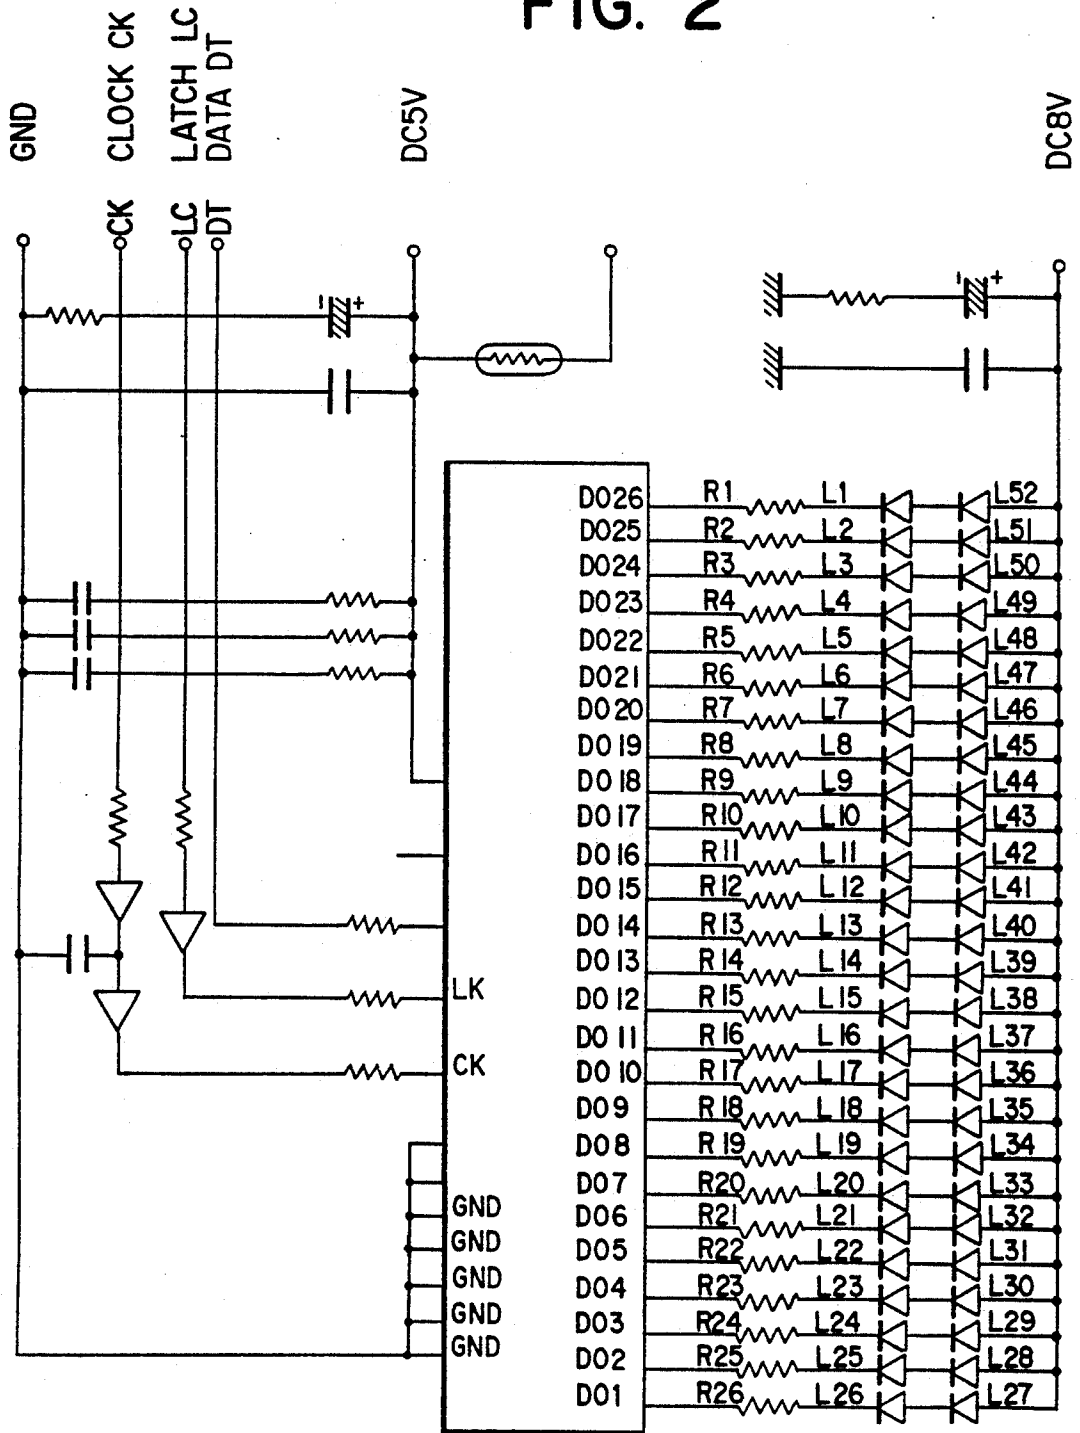 FIG. 2
GND
CLOCK CK
LATCH LC
DATA DT
DC5V
DC8V
CK
LC
DT
DO26 R1 L1 L52
DO25 R2 L2 L51
DO24 R3 L3 L50
DO23 R4 L4 L49
DO22 R5 L5 L48
DO21 R6 L6 L47
DO20 R7 L7 L46
DO19 R8 L8 L45
DO18 R9 L9 L44
DO17 R10 L10 L43
DO16 R11 L11 L42
DO15 R12 L12 L41
DO14 R13 L13 L40
DO13 R14 L14 L39
LK
DO12 R15 L15 L38
DO11 R16 L16 L37
CK
DO10 R17 L17 L36
DO9 R18 L18 L35
DO8 R19 L19 L34
DO7 R20 L20 L33
GND
DO6 R21 L21 L32
GND
DO5 R22 L22 L31
GND
DO4 R23 L23 L30
GND
DO3 R24 L24 L29
GND
DO2 R25 L25 L28
DO1 R26 L26 L27